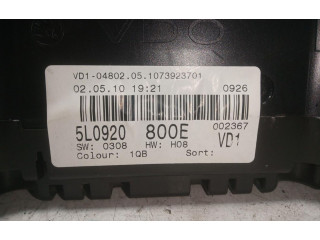 VDO
VD1-04802.05.1073923701
02.05.10 19:21 0926
5L0920 800E 002367
SW: 0308 HW: H08 VD1
Colour: 1QB Sort: